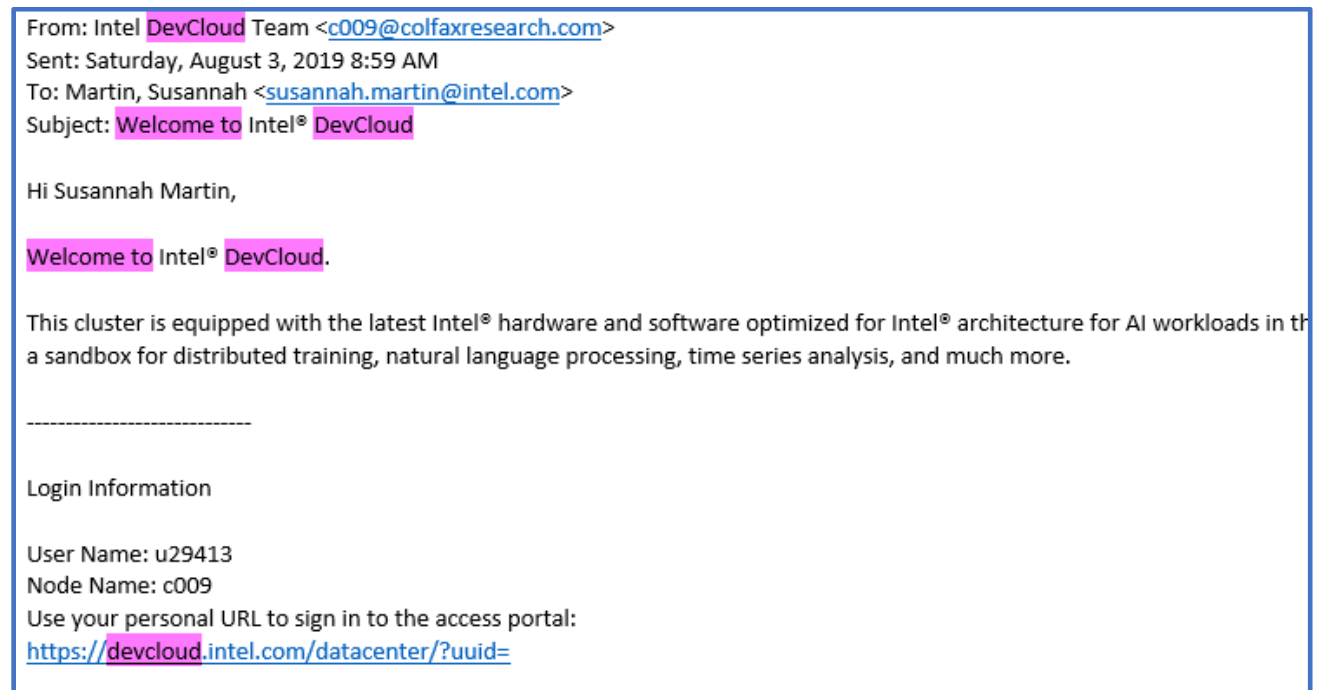 From: Intel DevCloud Team <c009@colfaxresearch.com>
Sent: Saturday, August 3, 2019 8:59 AM
To: Martin, Susannah <susannah.martin@intel.com>
Subject: Welcome to Intel® DevCloud
Hi Susannah Martin,
Welcome to Intel® DevCloud.
This cluster is equipped with the latest Intel® hardware and software optimized for Intel® architecture for AI workloads in
a sandbox for distributed training, natural language processing, time series analysis, and much more.
-----------------------------
Login Information
User Name: u29413
Node Name: c009
Use your personal URL to sign in to the access portal:
https://devcloud.intel.com/datacenter/?uuid=